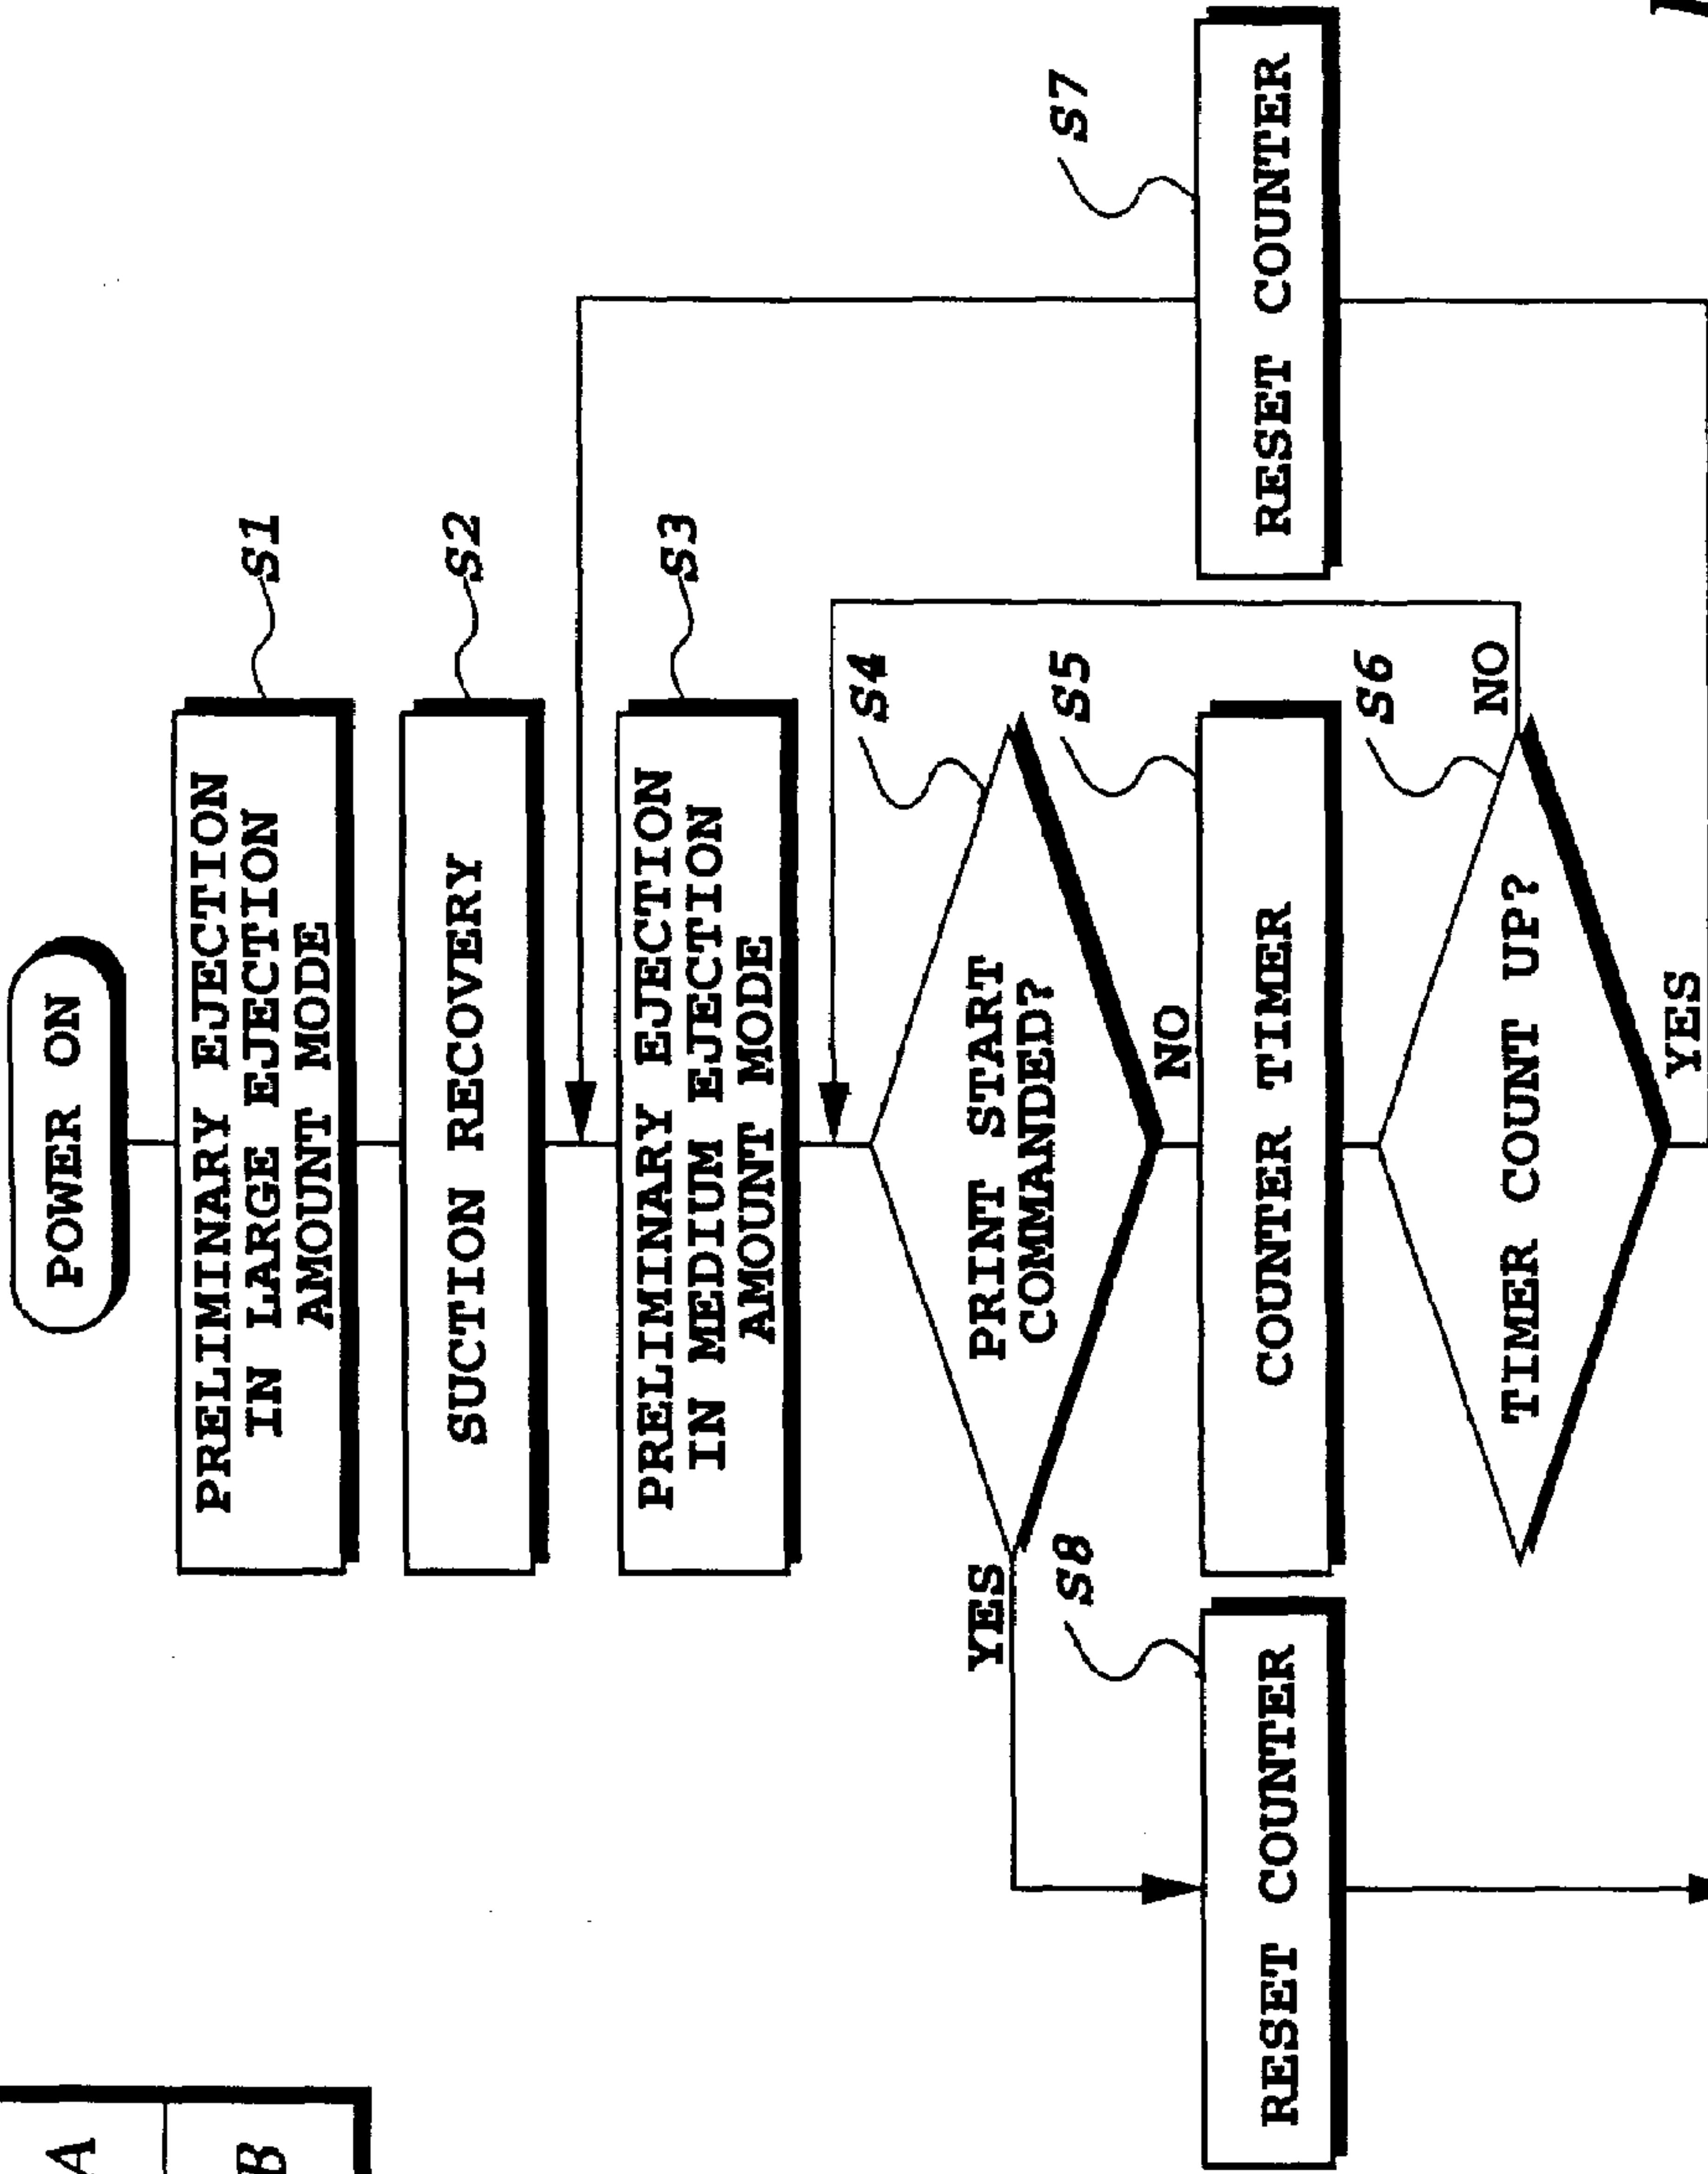 POWER ON
PRELIMINARY EJECTION
IN LARGE EJECTION
AMOUNT MODE
S1
SUCTION RECOVERY
S2
PRELIMINARY EJECTION
IN MEDIUM EJECTION
AMOUNT MODE
S3
PRINT START
COMMANDED?
S4
YES
NO
S8
RESET COUNTER
S5
COUNTER TIMER
S7
RESET COUNTER
S6
TIMER COUNT UP?
NO
YES
A
B